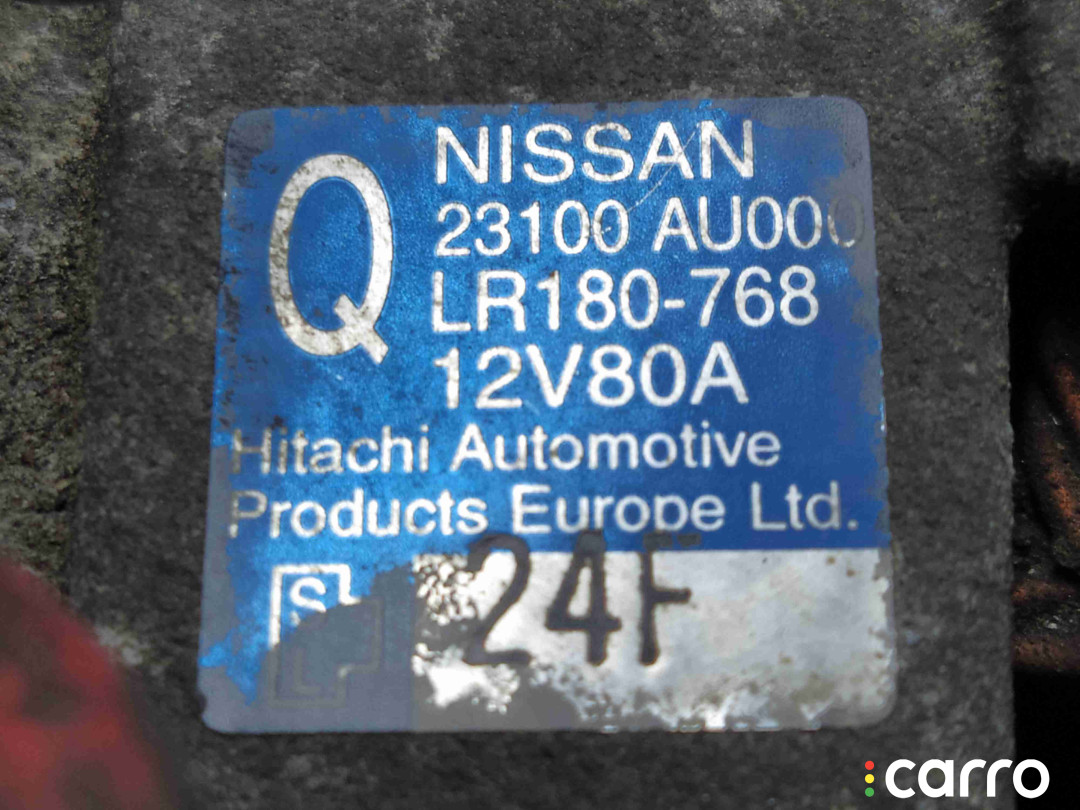 Q
NISSAN
23100 AU000
LR180-768
12V80A
Hitachi Automotive
Products Europe Ltd.
S
24F
carro